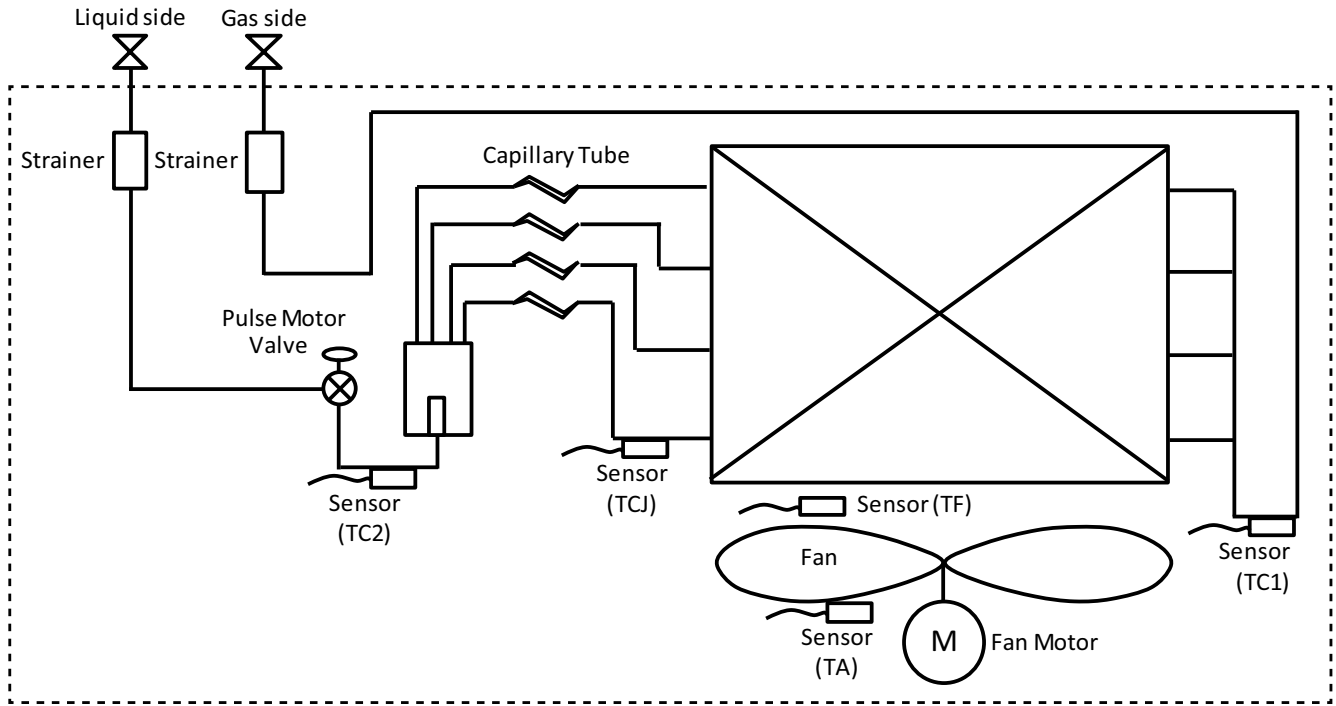 Liquid side
Gas side
Strainer
Strainer
Capillary Tube
Pulse Motor
Valve
Sensor
(TC2)
Sensor
(TCJ)
Sensor (TF)
Fan
Sensor
(TC1)
Sensor
(TA)
M
Fan Motor